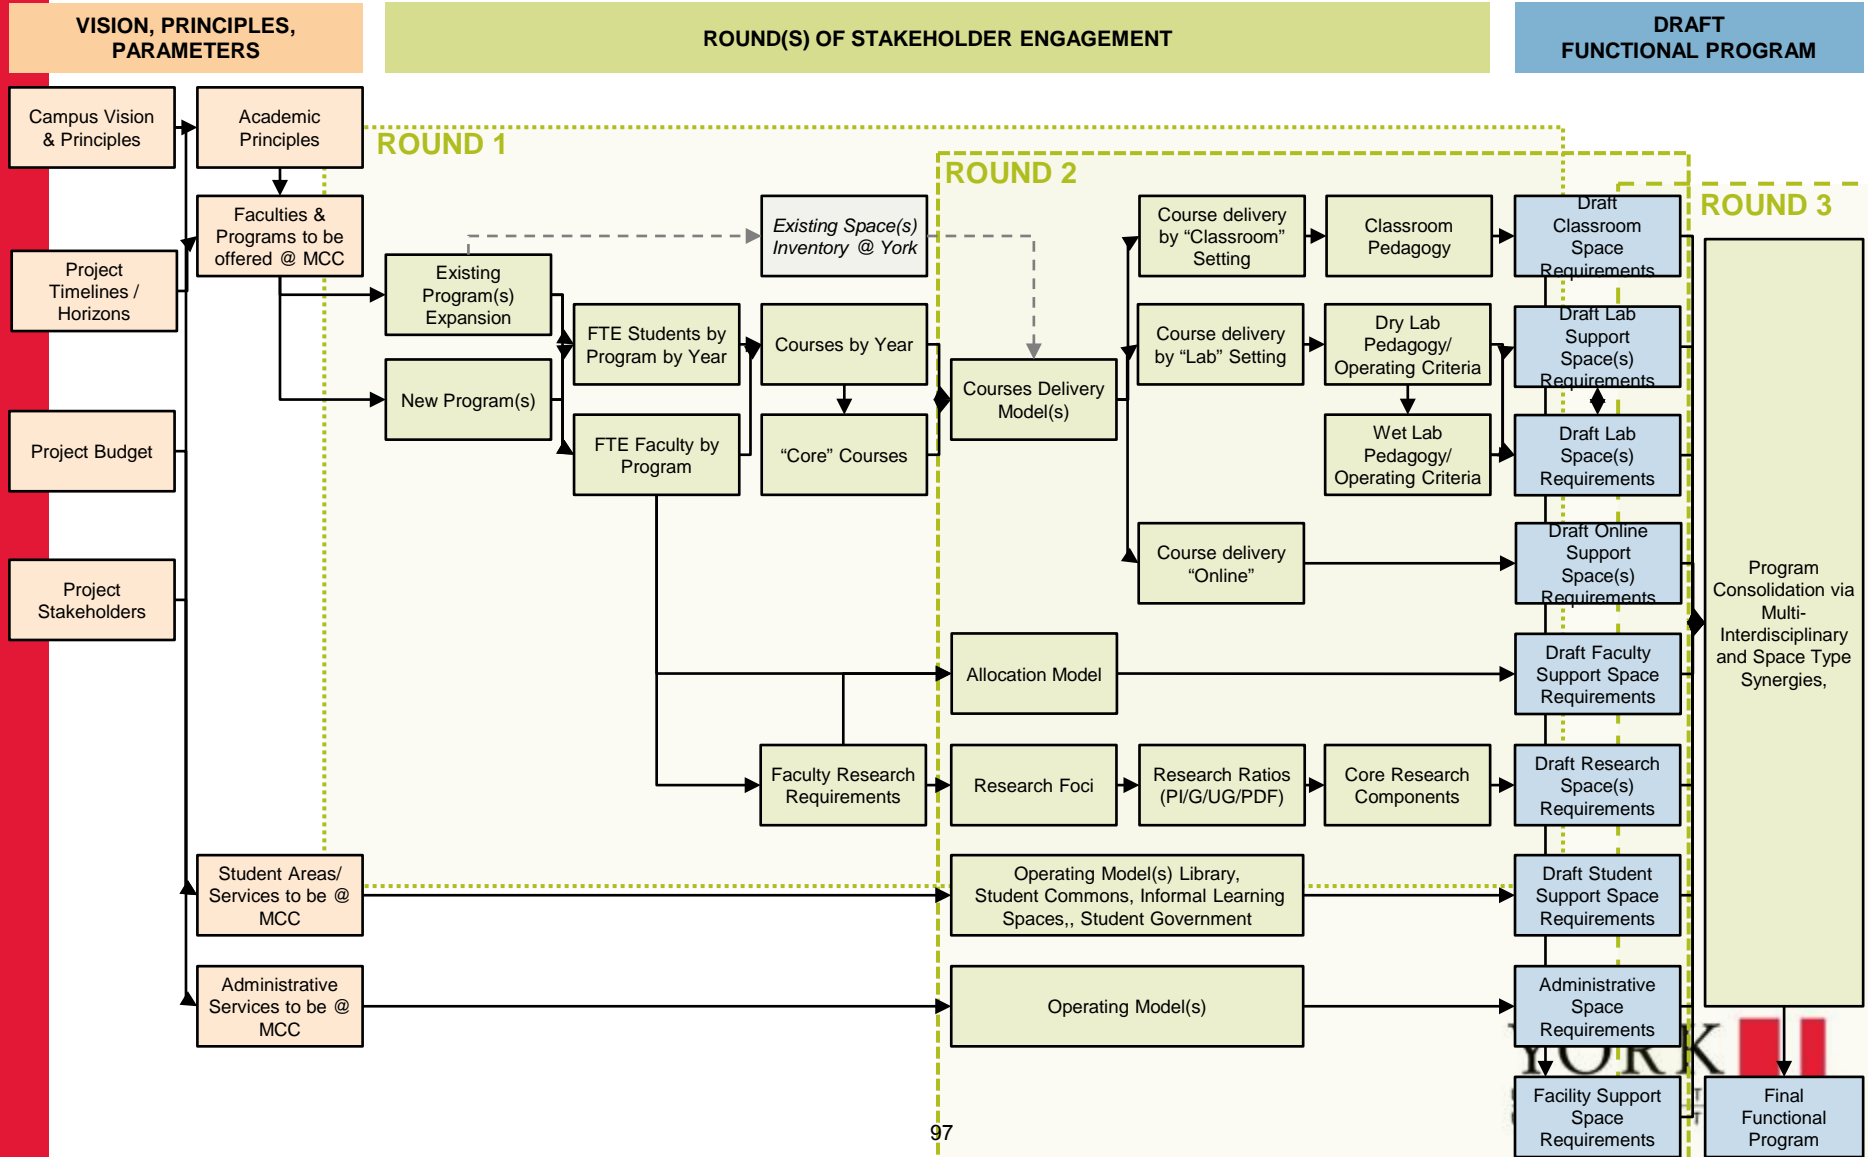 VISION, PRINCIPLES,
PARAMETERS
ROUND(S) OF STAKEHOLDER ENGAGEMENT
DRAFT
FUNCTIONAL PROGRAM
Campus Vision
& Principles
Academic
Principles
ROUND 1
ROUND 2
ROUND 3
Faculties &
Programs to be
offered @ MCC
Project
Timelines /
Horizons
Project Budget
Project
Stakeholders
Existing
Program(s)
Expansion
New Program(s)
FTE Students by
Program by Year
FTE Faculty by
Program
Existing Space(s)
Inventory @ York
Courses by Year
“Core” Courses
Courses Delivery
Model(s)
Course delivery
by “Classroom”
Setting
Classroom
Pedagogy
Draft
Classroom
Space
Requirements
Course delivery
by “Lab” Setting
Dry Lab
Pedagogy/
Operating Criteria
Draft Lab
Support
Space(s)
Requirements
Wet Lab
Pedagogy/
Operating Criteria
Draft Lab
Space(s)
Requirements
Course delivery
“Online”
Draft Online
Support
Space(s)
Requirements
Allocation Model
Draft Faculty
Support Space
Requirements
Faculty Research
Requirements
Research Foci
Research Ratios
(PI/G/UG/PDF)
Core Research
Components
Draft Research
Space(s)
Requirements
Student Areas/
Services to be @
MCC
Operating Model(s) Library,
Student Commons, Informal Learning
Spaces,, Student Government
Draft Student
Support Space
Requirements
Administrative
Services to be @
MCC
Operating Model(s)
Administrative
Space
Requirements
Program
Consolidation via
Multi-
Interdisciplinary
and Space Type
Synergies,
YORK
Facility Support
Space
Requirements
Final
Functional
Program
97